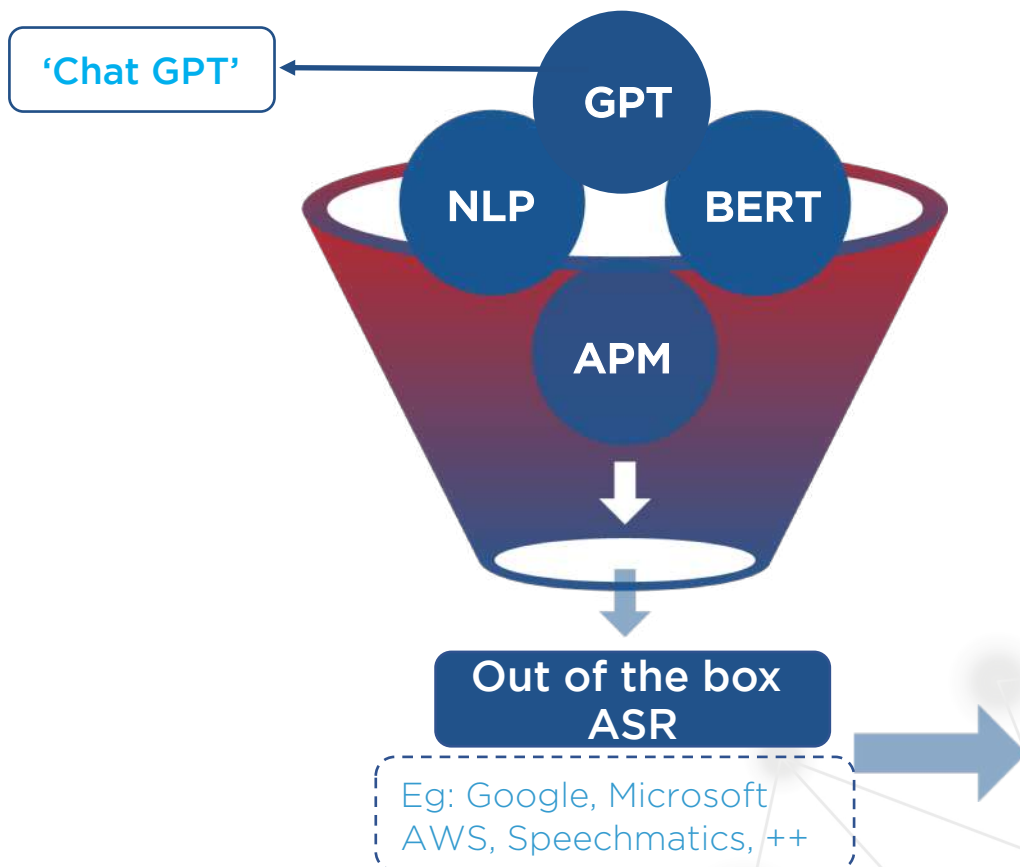 ‘Chat GPT’
GPT
NLP
BERT
APM
Out of the box
ASR
Eg: Google, Microsoft
AWS, Speechmatics, ++